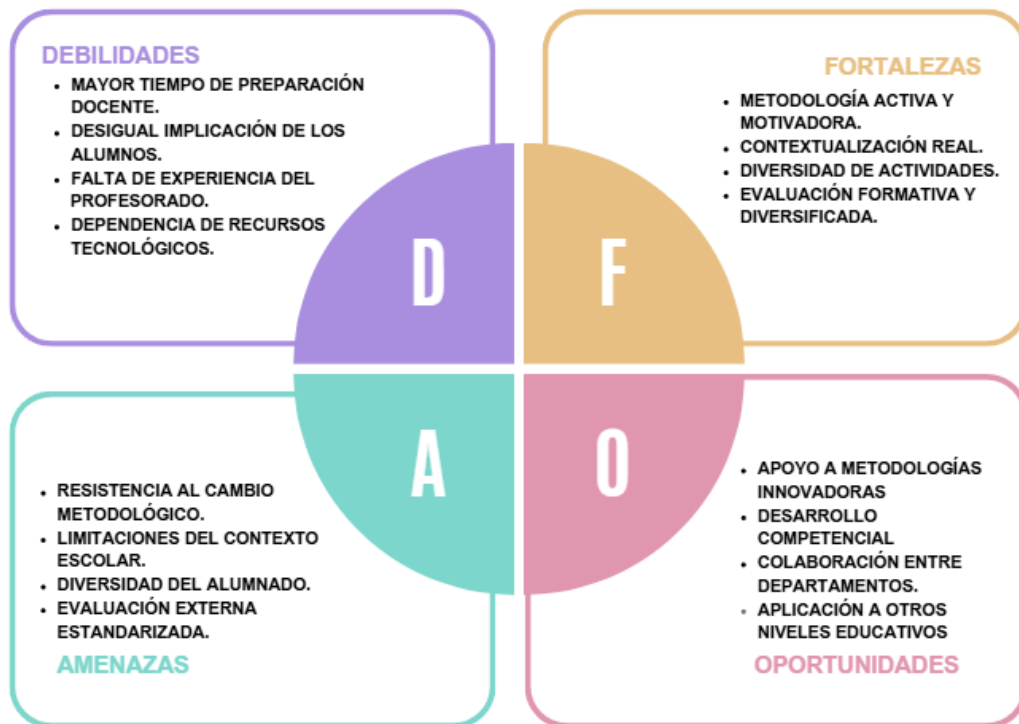 DEBILIDADES
• MAYOR TIEMPO DE PREPARACIÓN
DOCENTE.
• DESIGUAL IMPLICACIÓN DE LOS
ALUMNOS.
• FALTA DE EXPERIENCIA DEL
PROFESORADO.
• DEPENDENCIA DE RECURSOS
TECNOLÓGICOS.
FORTALEZAS
• METODOLOGÍA ACTIVA Y
MOTIVADORA.
• CONTEXTUALIZACIÓN REAL.
• DIVERSIDAD DE ACTIVIDADES.
• EVALUACIÓN FORMATIVA Y
DIVERSIFICADA.
D
F
A
O
• RESISTENCIA AL CAMBIO
METODOLÓGICO.
• LIMITACIONES DEL CONTEXTO
ESCOLAR.
• DIVERSIDAD DEL ALUMNADO.
• EVALUACIÓN EXTERNA
ESTANDARIZADA.
AMENAZAS
• APOYO A METODOLOGÍAS
INNOVADORAS
• DESARROLLO
COMPETENCIAL
• COLABORACIÓN ENTRE
DEPARTAMENTOS.
• APLICACIÓN A OTROS
NIVELES EDUCATIVOS
OPORTUNIDADES